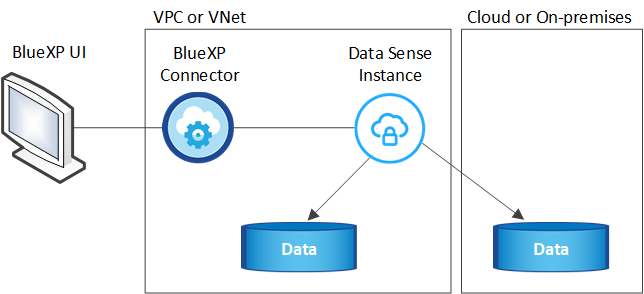 VPC or VNet
Cloud or On-premises
BlueXP UI
BlueXP
Connector
Data Sense
Instance
Data
Data